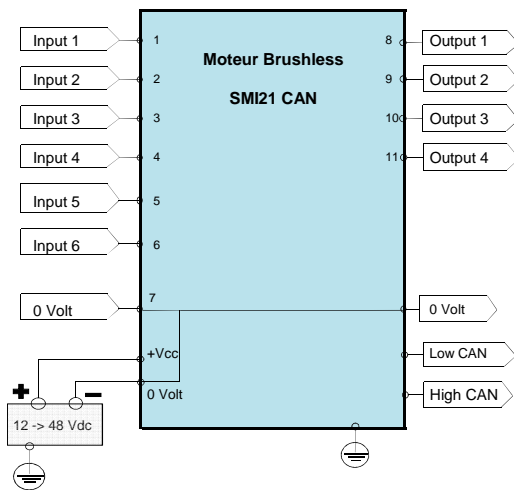 Moteur Brushless
SMI21 CAN
Input 1 1
Input 2 2
Input 3 3
Input 4 4
Input 5 5
Input 6 6
0 Volt 7
+Vcc
0 Volt
+ −
12 -> 48 Vdc
8 Output 1
9 Output 2
10 Output 3
11 Output 4
0 Volt
Low CAN
High CAN